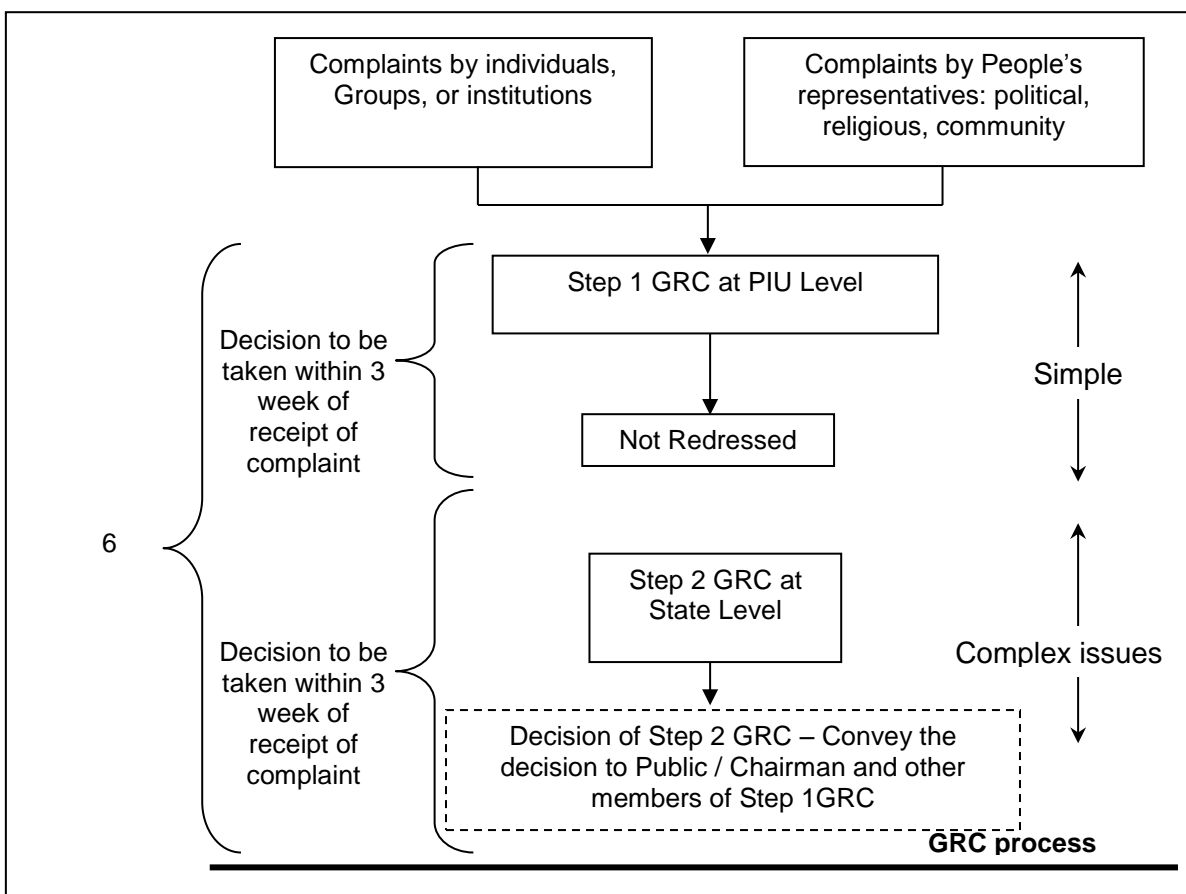 Complaints by individuals,
Groups, or institutions
Complaints by People’s
representatives: political,
religious, community
Step 1 GRC at PIU Level
Decision to be
taken within 3
week of
receipt of
complaint
Simple
Not Redressed
6
Step 2 GRC at
State Level
Decision to be
taken within 3
week of
receipt of
complaint
Complex issues
Decision of Step 2 GRC – Convey the
decision to Public / Chairman and other
members of Step 1GRC
GRC process